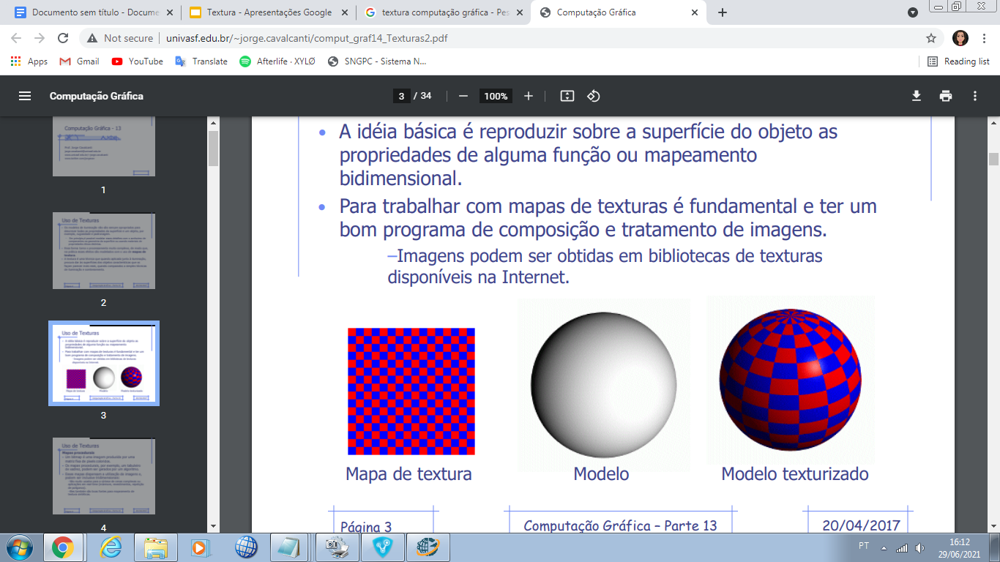 Documento sem título - Docume
Textura - Apresentações Google
textura computação gráfica - Pes
Computação Gráfica
Not secure
univasf.edu.br/~jorge.cavalcanti/comput_graf14_Texturas2.pdf
Apps
Gmail
YouTube
Translate
Afterlife · XYLØ
SNGPC - Sistema N...
Reading list
Computação Gráfica
3 / 34
100%
Computação Gráfica - 13
1
Uso de Texturas
2
Uso de Texturas
3
Uso de Texturas
4
A idéia básica é reproduzir sobre a superfície do objeto as
propriedades de alguma função ou mapeamento
bidimensional.
Para trabalhar com mapas de texturas é fundamental e ter um
bom programa de composição e tratamento de imagens.
–Imagens podem ser obtidas em bibliotecas de texturas
disponíveis na Internet.
Mapa de textura
Modelo
Modelo texturizado
Página 3
Computação Gráfica – Parte 13
20/04/2017
PT
16:12
29/06/2021